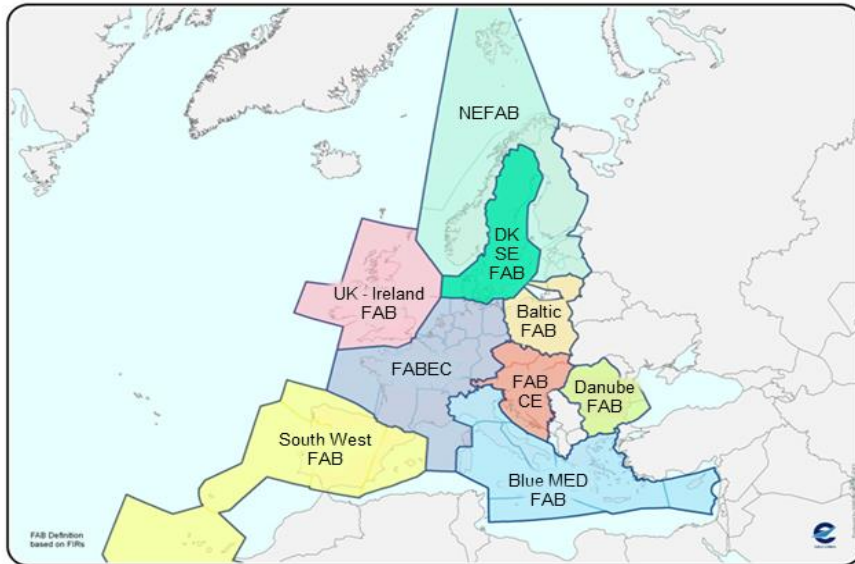 NEFAB
DK
SE
FAB
UK - Ireland
FAB
Baltic
FAB
FABEC
FAB
CE
Danube
FAB
South West
FAB
Blue MED
FAB
FAB Definition
based on FIRs